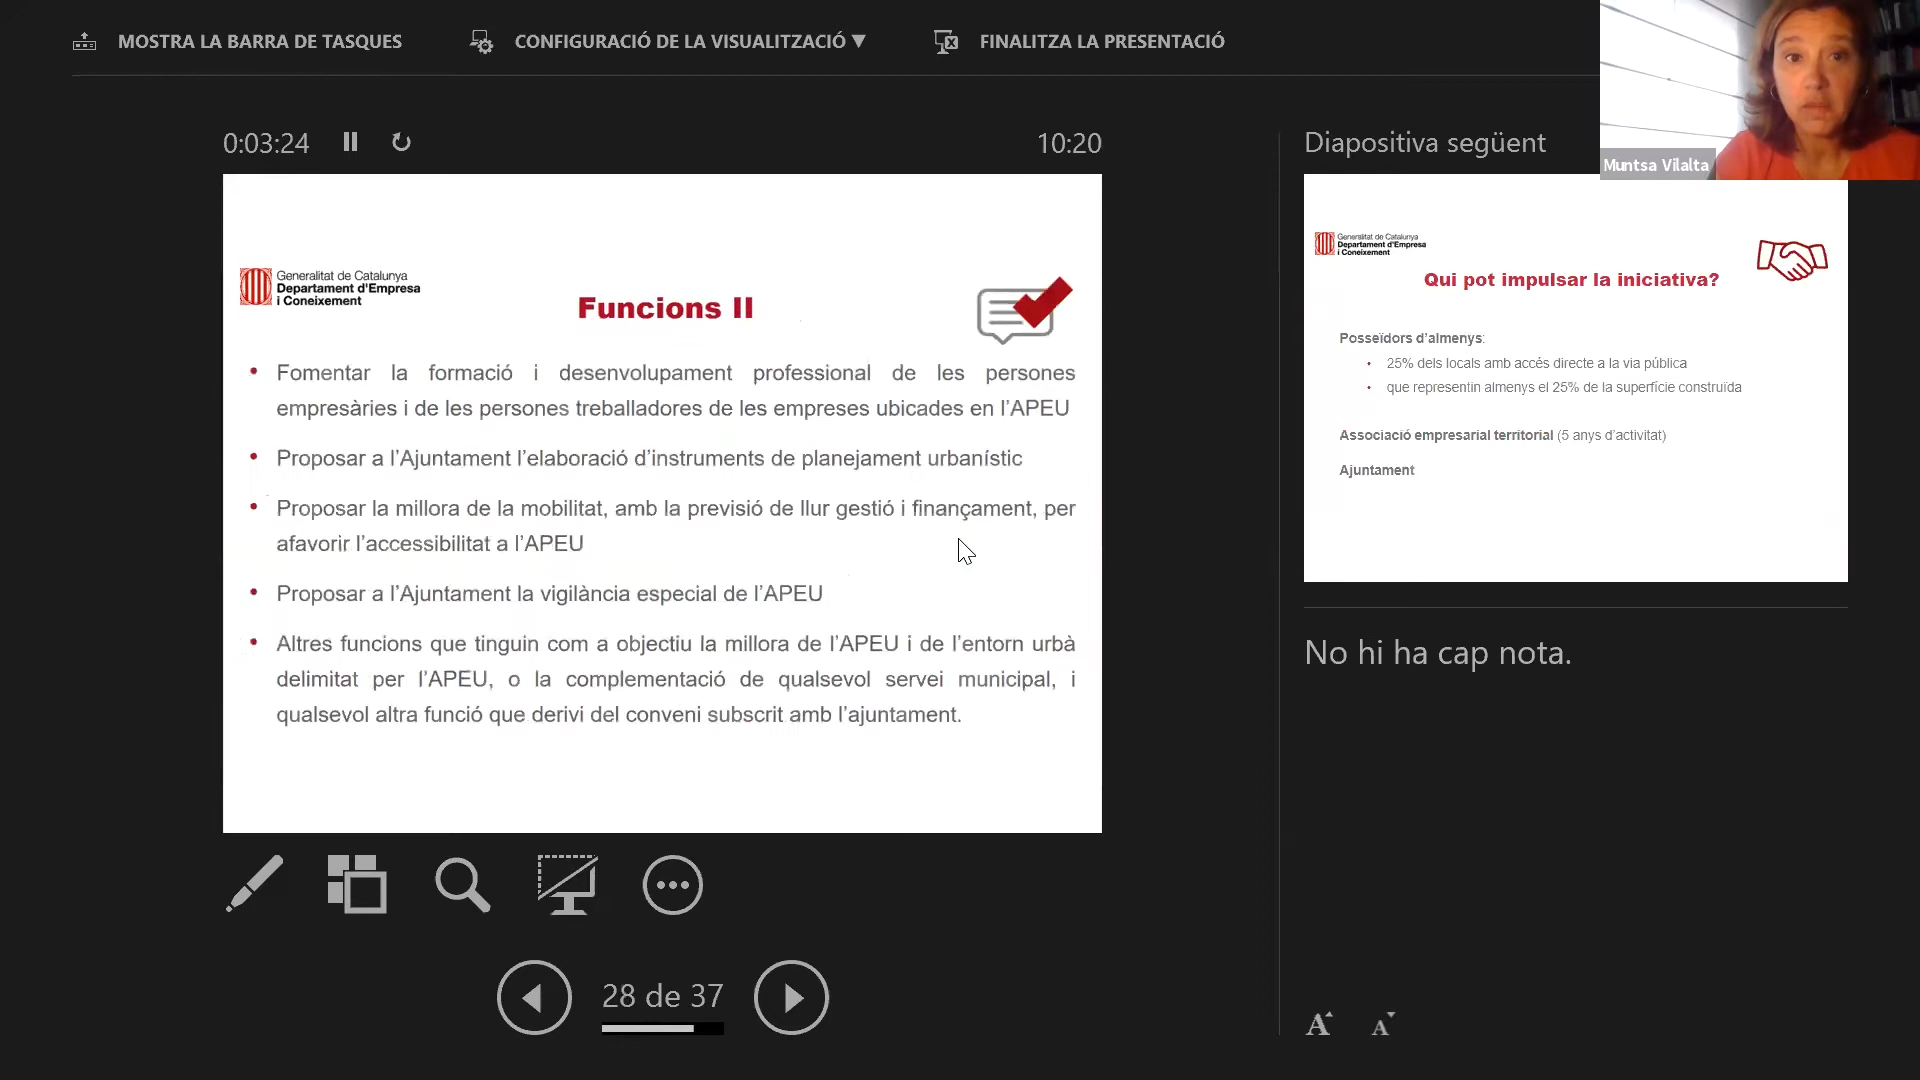 MOSTRA LA BARRA DE TASQUES
CONFIGURACIÓ DE LA VISUALITZACIÓ ▼
FINALITZA LA PRESENTACIÓ
Muntsa Vilalta
0:03:24
10:20
Generalitat de Catalunya
Departament d'Empresa
i Coneixement
Funcions II
• Fomentar la formació i desenvolupament professional de les persones
empresàries i de les persones treballadores de les empreses ubicades en l'APEU
• Proposar a l'Ajuntament l'elaboració d'instruments de planejament urbanístic
• Proposar la millora de la mobilitat, amb la previsió de llur gestió i finançament, per
afavorir l'accessibilitat a l'APEU
• Proposar a l'Ajuntament la vigilància especial de l'APEU
• Altres funcions que tinguin com a objectiu la millora de l'APEU i de l'entorn urbà
delimitat per l'APEU, o la complementació de qualsevol servei municipal, i
qualsevol altra funció que derivi del conveni subscrit amb l'ajuntament.
28 de 37
Diapositiva següent
Generalitat de Catalunya
Departament d'Empresa
i Coneixement
Qui pot impulsar la iniciativa?
Posseïdors d'almenys:
• 25% dels locals amb accés directe a la via pública
• que representin almenys el 25% de la superfície construïda
Associació empresarial territorial (5 anys d'activitat)
Ajuntament
No hi ha cap nota.
A A